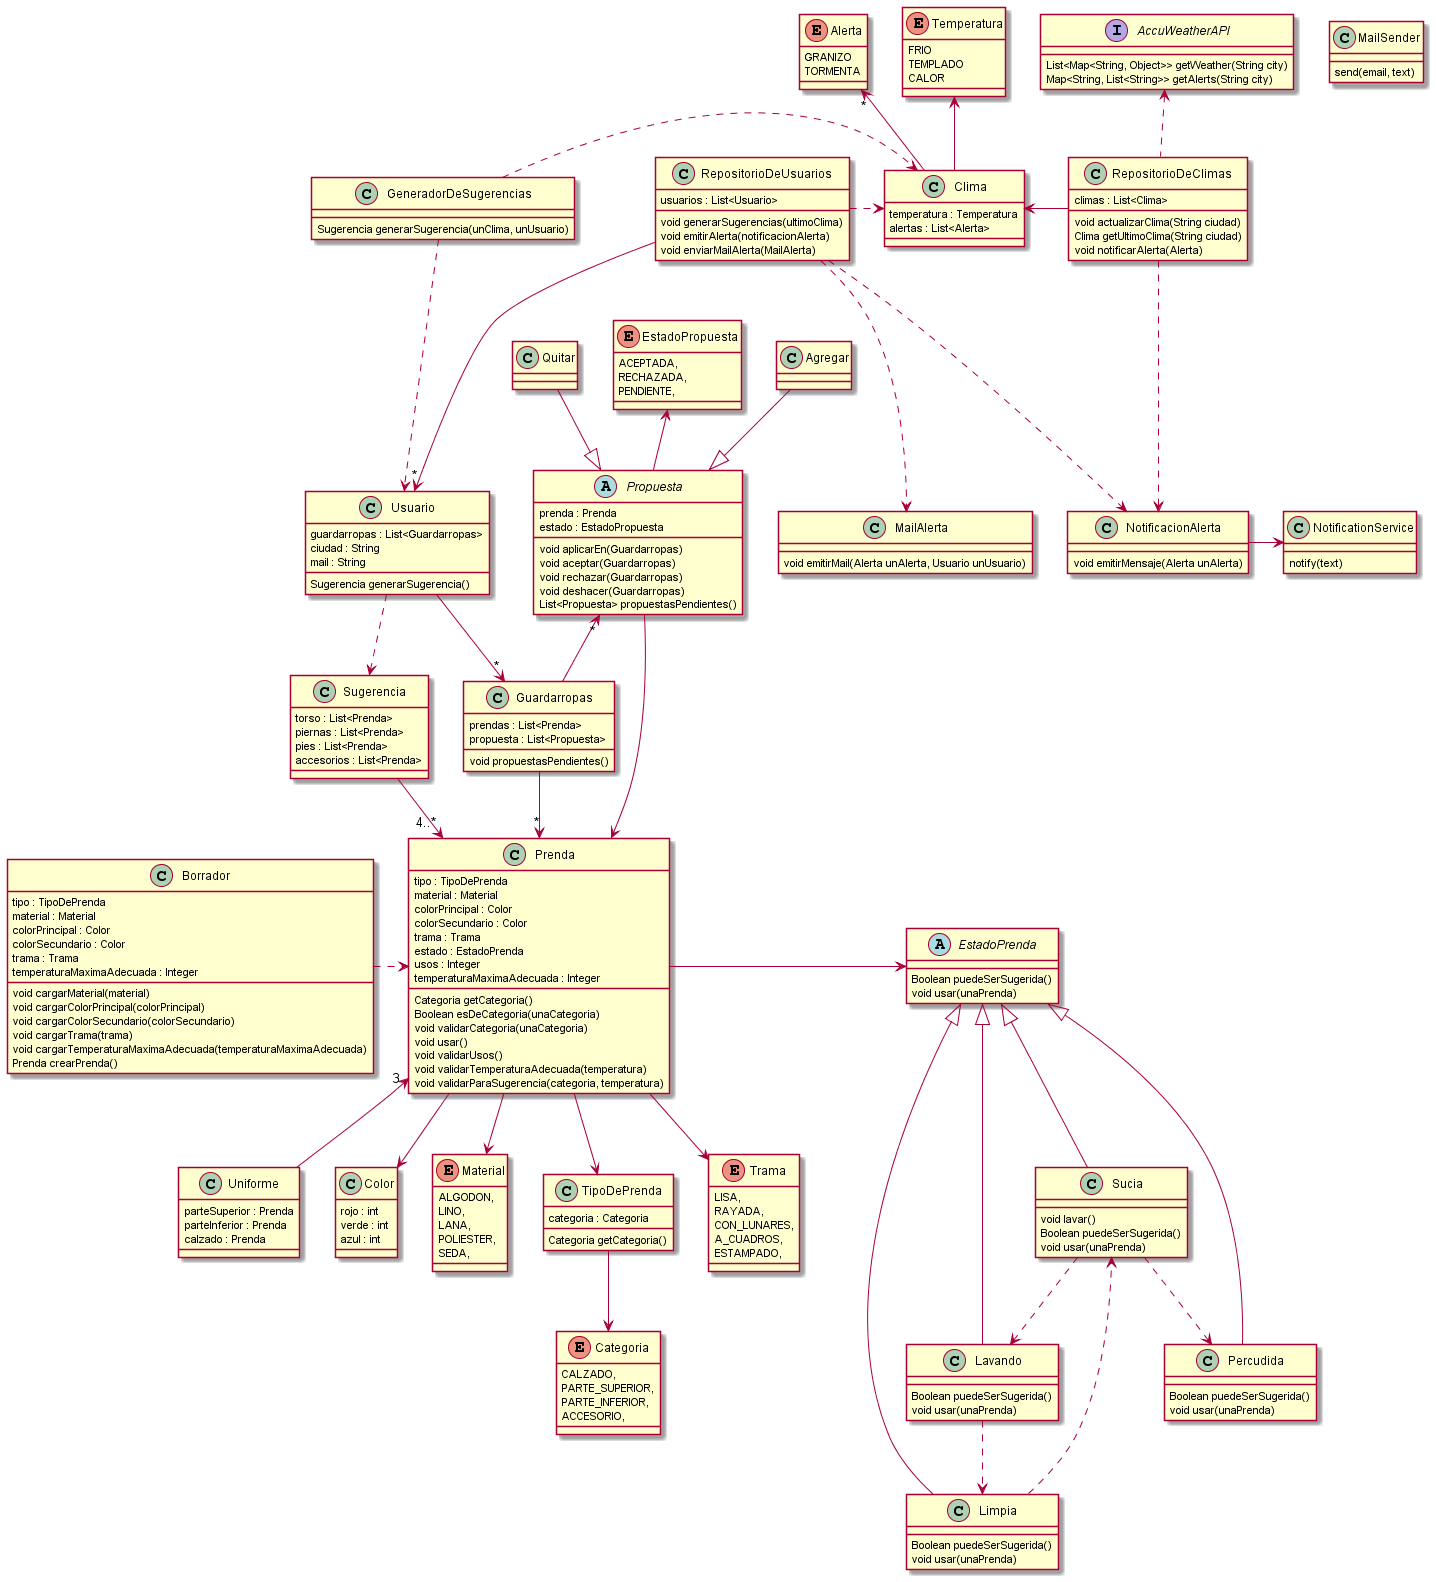 E Alerta
GRANIZO
TORMENTA
E Temperatura
FRIO
TEMPLADO
CALOR
I AccuWeatherAPI
List<Map<String, Object>> getWeather(String city)
Map<String, List<String>> getAlerts(String city)
C MailSender
send(email, text)
*
C GeneradorDeSugerencias
Sugerencia generarSugerencia(unClima, unUsuario)
C RepositorioDeUsuarios
usuarios : List<Usuario>
void generarSugerencias(ultimoClima)
void emitirAlerta(notificacionAlerta)
void enviarMailAlerta(MailAlerta)
C Clima
temperatura : Temperatura
alertas : List<Alerta>
C RepositorioDeClimas
climas : List<Clima>
void actualizarClima(String ciudad)
Clima getUltimoClima(String ciudad)
void notificarAlerta(Alerta)
C Quitar
E EstadoPropuesta
ACEPTADA,
RECHAZADA,
PENDIENTE,
C Agregar
*
C Usuario
guardarropas : List<Guardarropas>
ciudad : String
mail : String
Sugerencia generarSugerencia()
A Propuesta
prenda : Prenda
estado : EstadoPropuesta
void aplicarEn(Guardarropas)
void aceptar(Guardarropas)
void rechazar(Guardarropas)
void deshacer(Guardarropas)
List<Propuesta> propuestasPendientes()
C MailAlerta
void emitirMail(Alerta unAlerta, Usuario unUsuario)
C NotificacionAlerta
void emitirMensaje(Alerta unAlerta)
C NotificationService
notify(text)
*
*
C Sugerencia
torso : List<Prenda>
piernas : List<Prenda>
pies : List<Prenda>
accesorios : List<Prenda>
C Guardarropas
prendas : List<Prenda>
propuesta : List<Propuesta>
void propuestasPendientes()
4..*
*
C Borrador
tipo : TipoDePrenda
material : Material
colorPrincipal : Color
colorSecundario : Color
trama : Trama
temperaturaMaximaAdecuada : Integer
void cargarMaterial(material)
void cargarColorPrincipal(colorPrincipal)
void cargarColorSecundario(colorSecundario)
void cargarTrama(trama)
void cargarTemperaturaMaximaAdecuada(temperaturaMaximaAdecuada)
Prenda crearPrenda()
C Prenda
tipo : TipoDePrenda
material : Material
colorPrincipal : Color
colorSecundario : Color
trama : Trama
estado : EstadoPrenda
usos : Integer
temperaturaMaximaAdecuada : Integer
Categoria getCategoria()
Boolean esDeCategoria(unaCategoria)
void validarCategoria(unaCategoria)
void usar()
void validarUsos()
void validarTemperaturaAdecuada(temperatura)
void validarParaSugerencia(categoria, temperatura)
A EstadoPrenda
Boolean puedeSerSugerida()
void usar(unaPrenda)
3
C Uniforme
parteSuperior : Prenda
parteInferior : Prenda
calzado : Prenda
C Color
rojo : int
verde : int
azul : int
E Material
ALGODON,
LINO,
LANA,
POLIESTER,
SEDA,
C TipoDePrenda
categoria : Categoria
Categoria getCategoria()
E Trama
LISA,
RAYADA,
CON_LUNARES,
A_CUADROS,
ESTAMPADO,
C Sucia
void lavar()
Boolean puedeSerSugerida()
void usar(unaPrenda)
E Categoria
CALZADO,
PARTE_SUPERIOR,
PARTE_INFERIOR,
ACCESORIO,
C Lavando
Boolean puedeSerSugerida()
void usar(unaPrenda)
C Percudida
Boolean puedeSerSugerida()
void usar(unaPrenda)
C Limpia
Boolean puedeSerSugerida()
void usar(unaPrenda)